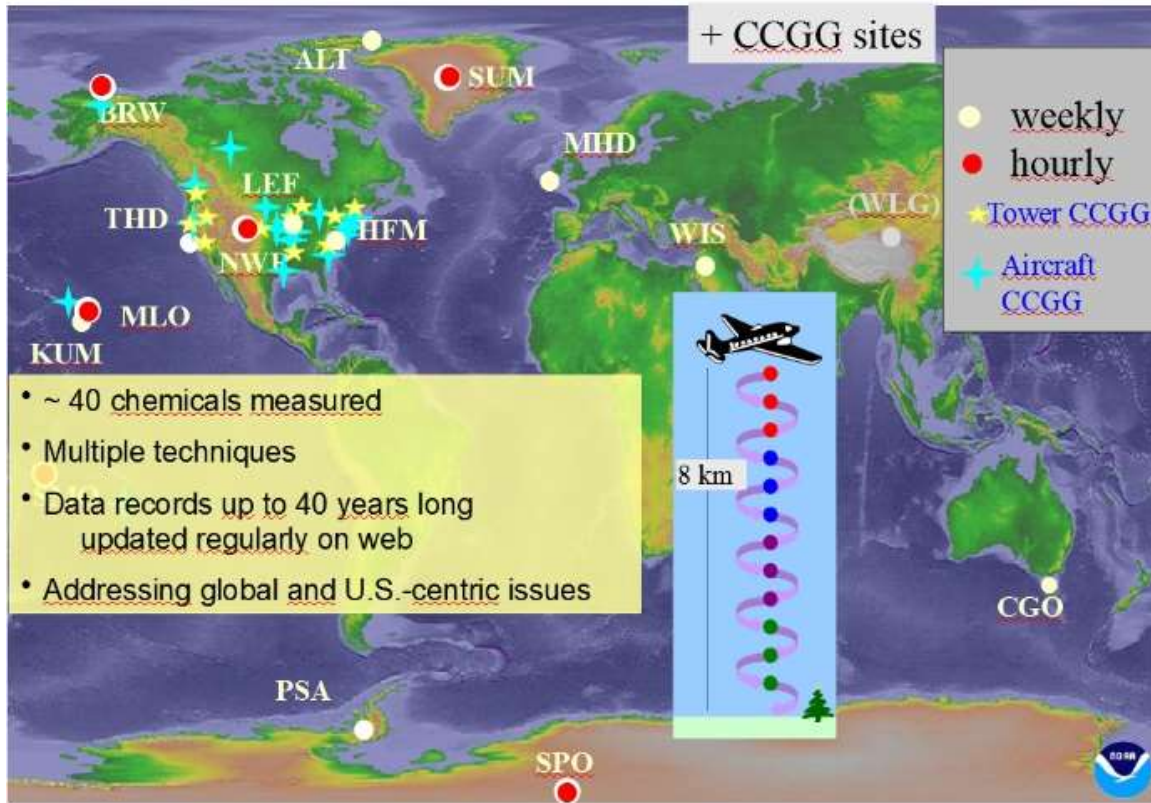 + CCGG sites
ALT
SUM
BRW
weekly
MHD
hourly
LEF
Tower CCGG
THD
(WLG)
HFM
WIS
NWR
Aircraft
CCGG
MLO
KUM
• ~ 40 chemicals measured
• Multiple techniques
8 km
• Data records up to 40 years long
updated regularly on web
• Addressing global and U.S.-centric issues
CGO
PSA
SPO
NOAA